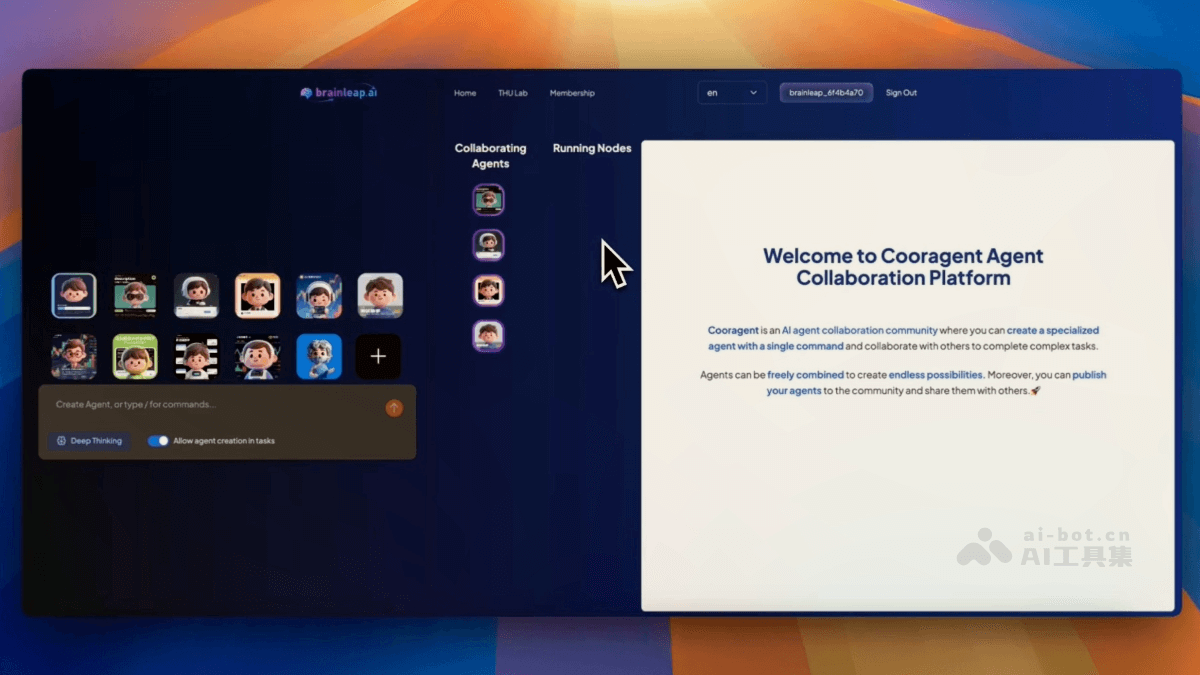 brainleap.ai
Home
THU Lab
Membership
en
brainleap_6f4b4a70
Sign Out
Collaborating
Agents
Running Nodes
Create Agent, or type / for commands...
Deep Thinking
Allow agent creation in tasks
Welcome to Cooragent Agent
Collaboration Platform
Cooragent is an AI agent collaboration community where you can create a specialized
agent with a single command and collaborate with others to complete complex tasks.
Agents can be freely combined to create endless possibilities. Moreover, you can publish
your agents to the community and share them with others.🚀
ai-bot.cn
AI工具集